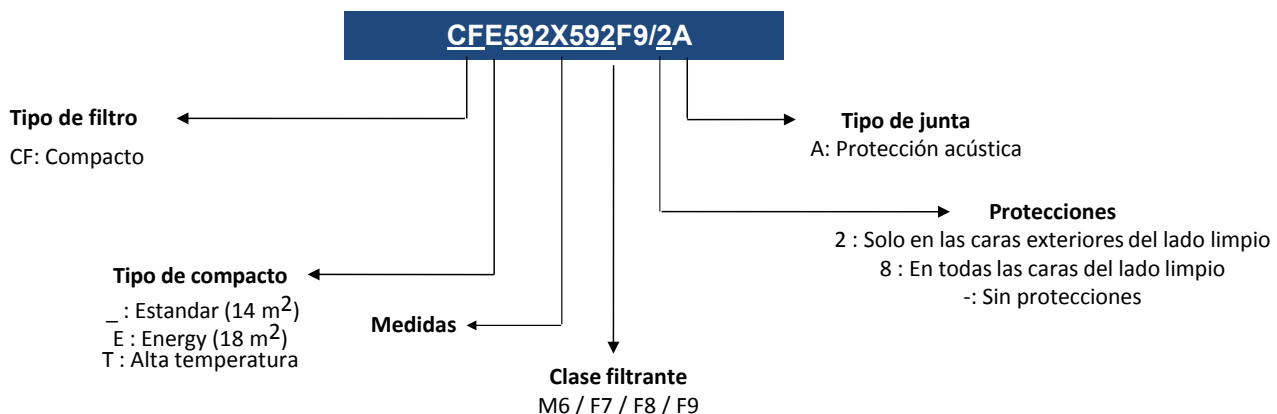 CFE592X592F9/2A
Tipo de filtro
CF: Compacto
Tipo de junta
A: Protección acústica
Protecciones
2 : Solo en las caras exteriores del lado limpio
8 : En todas las caras del lado limpio
-: Sin protecciones
Tipo de compacto
_ : Estandar (14 m²)
E : Energy (18 m²)
T : Alta temperatura
Medidas
Clase filtrante
M6 / F7 / F8 / F9